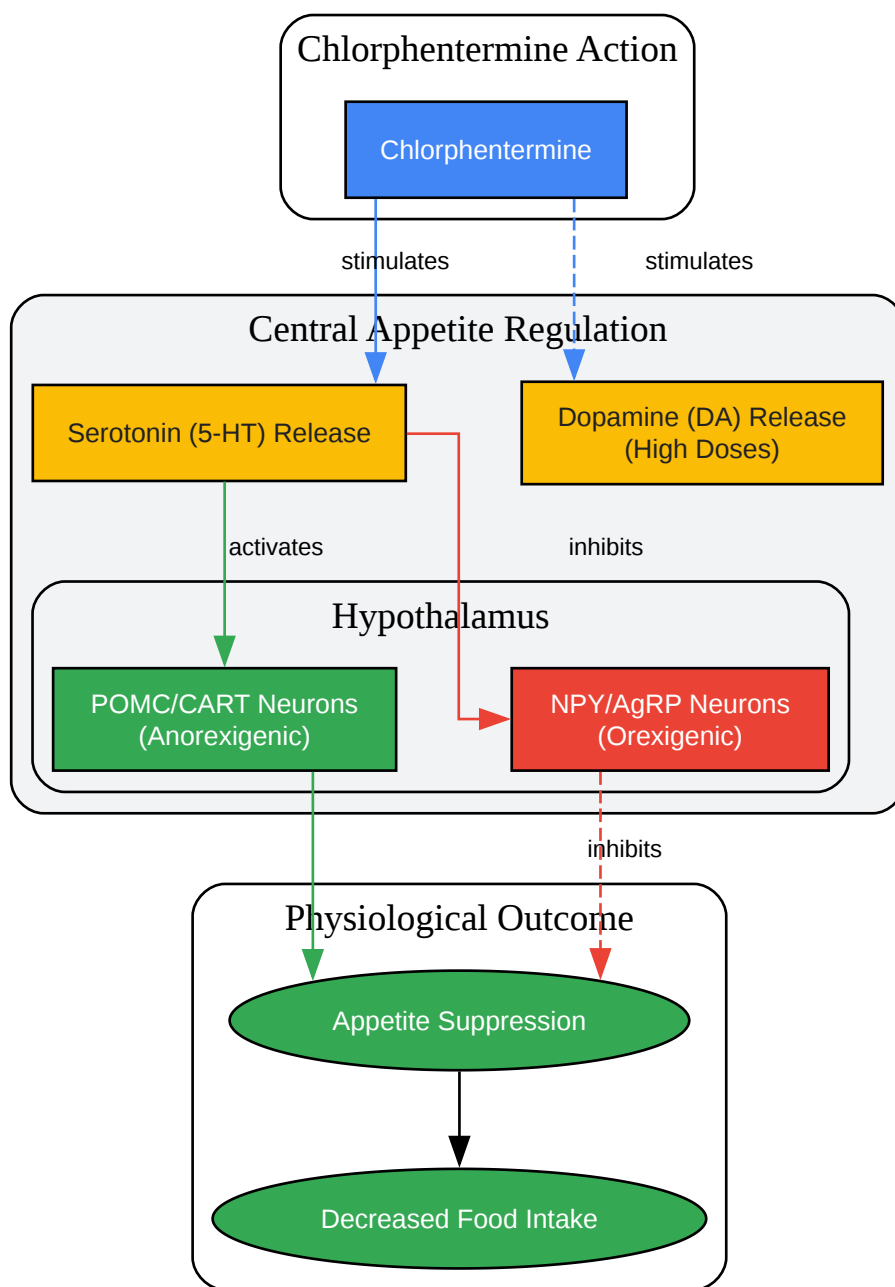 Chlorphentermine Action
Chlorphentermine
stimulates
stimulates
Central Appetite Regulation
Serotonin (5-HT) Release
Dopamine (DA) Release
(High Doses)
activates
inhibits
Hypothalamus
POMC/CART Neurons
(Anorexigenic)
NPY/AgRP Neurons
(Orexigenic)
inhibits
Physiological Outcome
Appetite Suppression
Decreased Food Intake